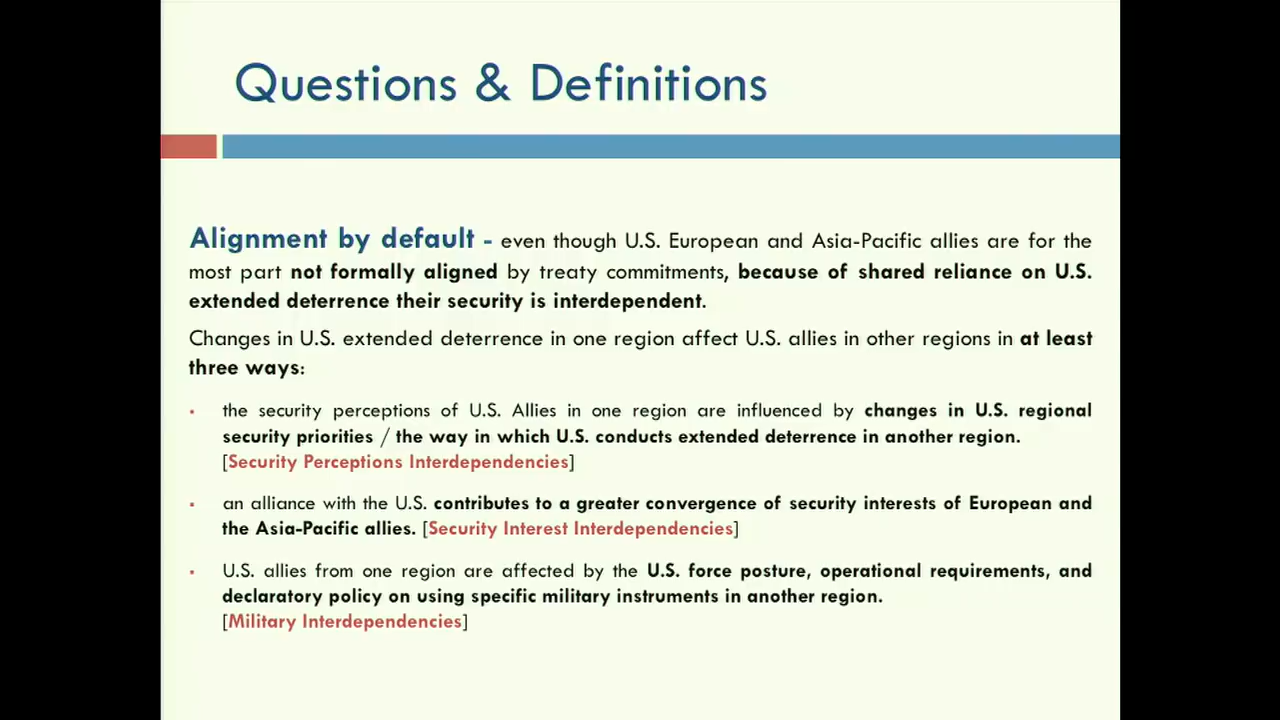 Questions & Definitions
Alignment by default - even though U.S. European and Asia-Pacific allies are for the
most part not formally aligned by treaty commitments, because of shared reliance on U.S.
extended deterrence their security is interdependent.
Changes in U.S. extended deterrence in one region affect U.S. allies in other regions in at least
three ways:
▪ the security perceptions of U.S. Allies in one region are influenced by changes in U.S. regional
security priorities / the way in which U.S. conducts extended deterrence in another region.
[Security Perceptions Interdependencies]
▪ an alliance with the U.S. contributes to a greater convergence of security interests of European and
the Asia-Pacific allies. [Security Interest Interdependencies]
▪ U.S. allies from one region are affected by the U.S. force posture, operational requirements, and
declaratory policy on using specific military instruments in another region.
[Military Interdependencies]